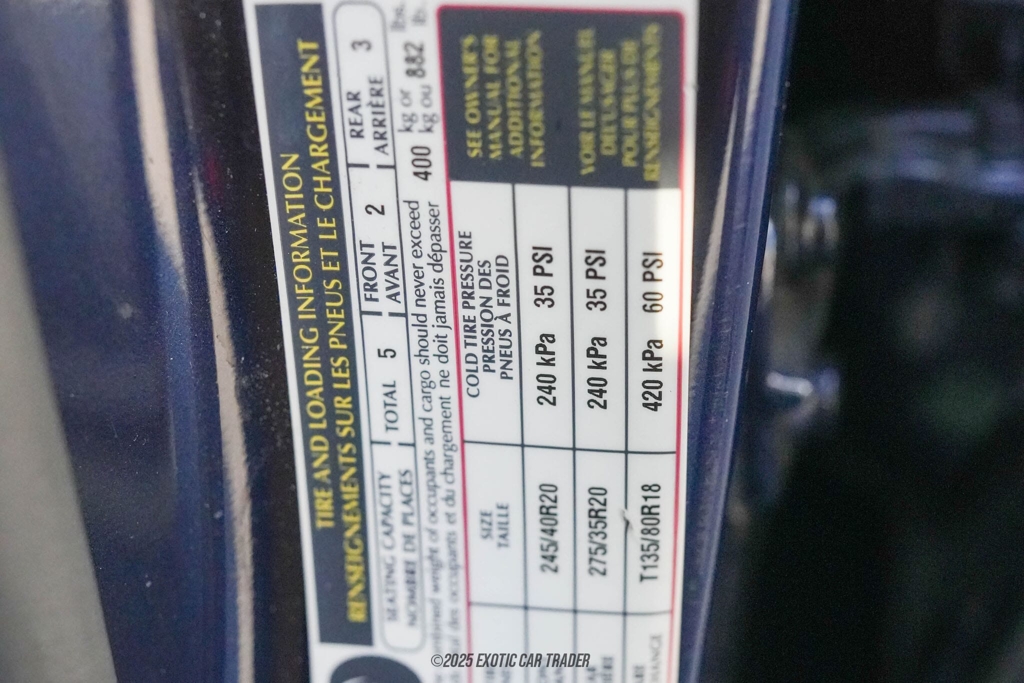 TIRE AND LOADING INFORMATION
RENSEIGNEMENTS SUR LES PNEUS ET LE CHARGEMENT
SEATING CAPACITY
NOMBRE DE PLACES
TOTAL 5
FRONT
AVANT 2
REAR
ARRIÈRE 3
weight of occupants and cargo should never exceed 400 kg or 882 lbs.
des occupants et du chargement ne doit jamais dépasser kg ou lb.
SIZE
TAILLE
COLD TIRE PRESSURE
PRESSION DES
PNEUS À FROID
SEE OWNER'S
MANUAL FOR
ADDITIONAL
INFORMATION
VOIR LE MANUEL
DE L'USAGER
POUR PLUS DE
RENSEIGNEMENTS
245/40R20 240 kPa 35 PSI
275/35R20 240 kPa 35 PSI
T135/80R18 420 kPa 60 PSI
©2025 EXOTIC CAR TRADER